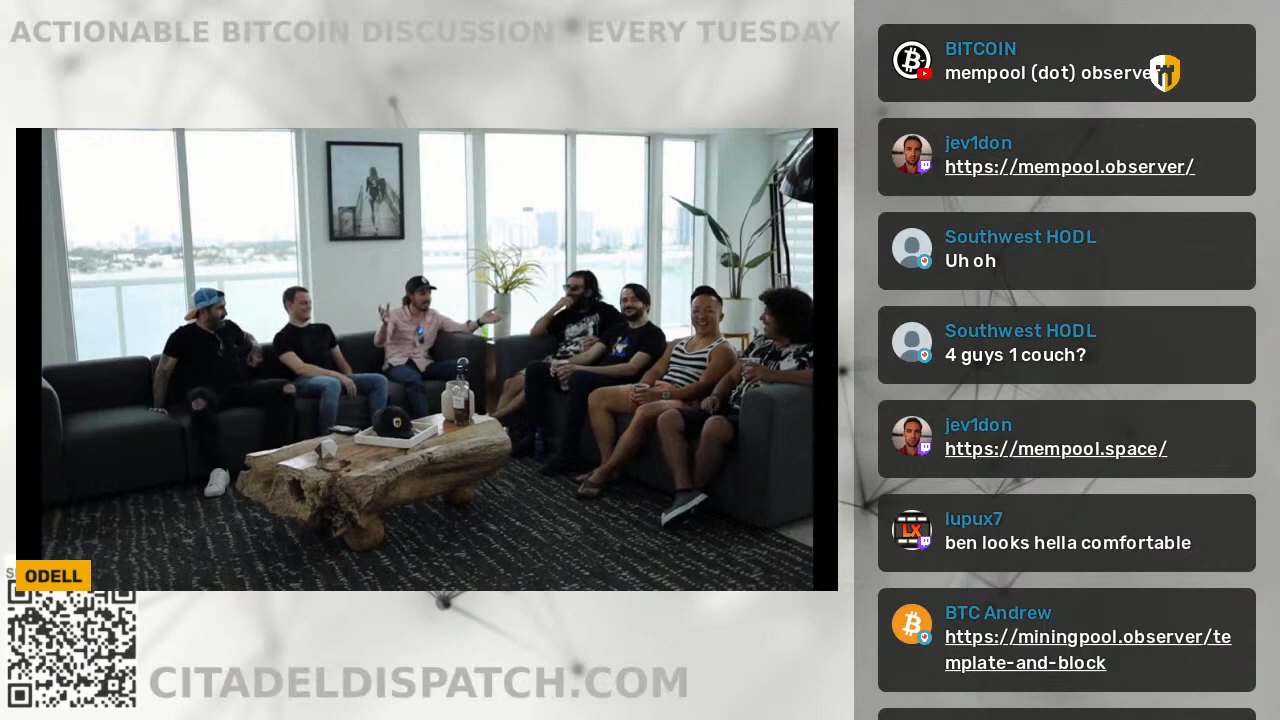 ACTIONABLE BITCOIN DISCUSSION • EVERY TUESDAY
ODELL
CITADELDISPATCH.COM
BITCOIN
mempool (dot) observe
jev1don
https://mempool.observer/
Southwest HODL
Uh oh
Southwest HODL
4 guys 1 couch?
jev1don
https://mempool.space/
LX
lupux7
ben looks hella comfortable
BTC Andrew
https://miningpool.observer/te
mplate-and-block